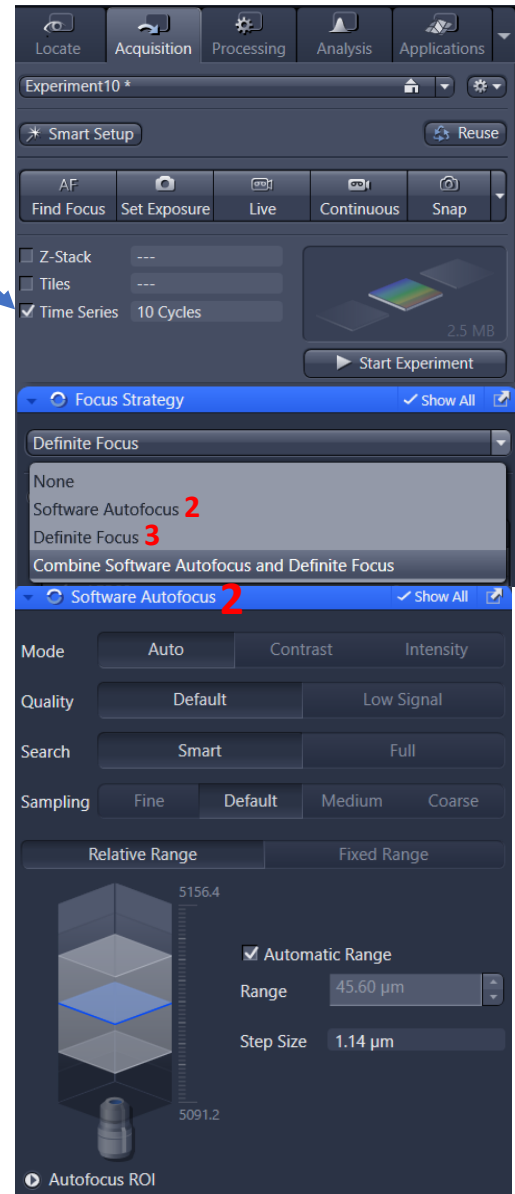 Locate Acquisition Processing Analysis Applications
Experiment10 *
Smart Setup Reuse
AF
Find Focus Set Exposure Live Continuous Snap
Z-Stack ---
Tiles ---
Time Series 10 Cycles
2.5 MB
Start Experiment
Focus Strategy Show All
Definite Focus
None
Software Autofocus 2
Definite Focus 3
Combine Software Autofocus and Definite Focus
Software Autofocus 2 Show All
Mode Auto Contrast Intensity
Quality Default Low Signal
Search Smart Full
Sampling Fine Default Medium Coarse
Relative Range Fixed Range
5156.4
Automatic Range
Range 45.60 µm
Step Size 1.14 µm
5091.2
Autofocus ROI